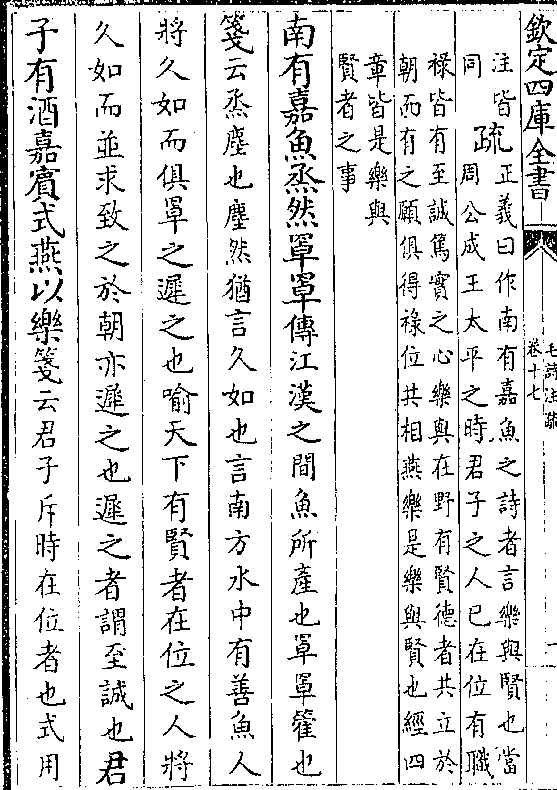 欽定四庫全書
毛詩注疏
卷十七
注皆
同
疏
正義曰作南有嘉魚之詩者言樂與賢也當
周公成王太平之時君子之人已在位有職
祿皆有至誠篤實之心樂與在野有賢德者共立於
朝而有之願俱得祿位共相燕樂是樂與賢也經四
章皆是樂與
賢者之事
南有嘉魚烝然罩罩傳江漢之間魚所產也罩罩籗也
箋云烝塵也塵然猶言久如也言南方水中有善魚人
將久如而俱罩之遲之也喻天下有賢者在位之人將
久如而並求致之於朝亦遲之也遲之者謂至誠也君
子有酒嘉賓式燕以樂箋云君子斥時在位者也式用